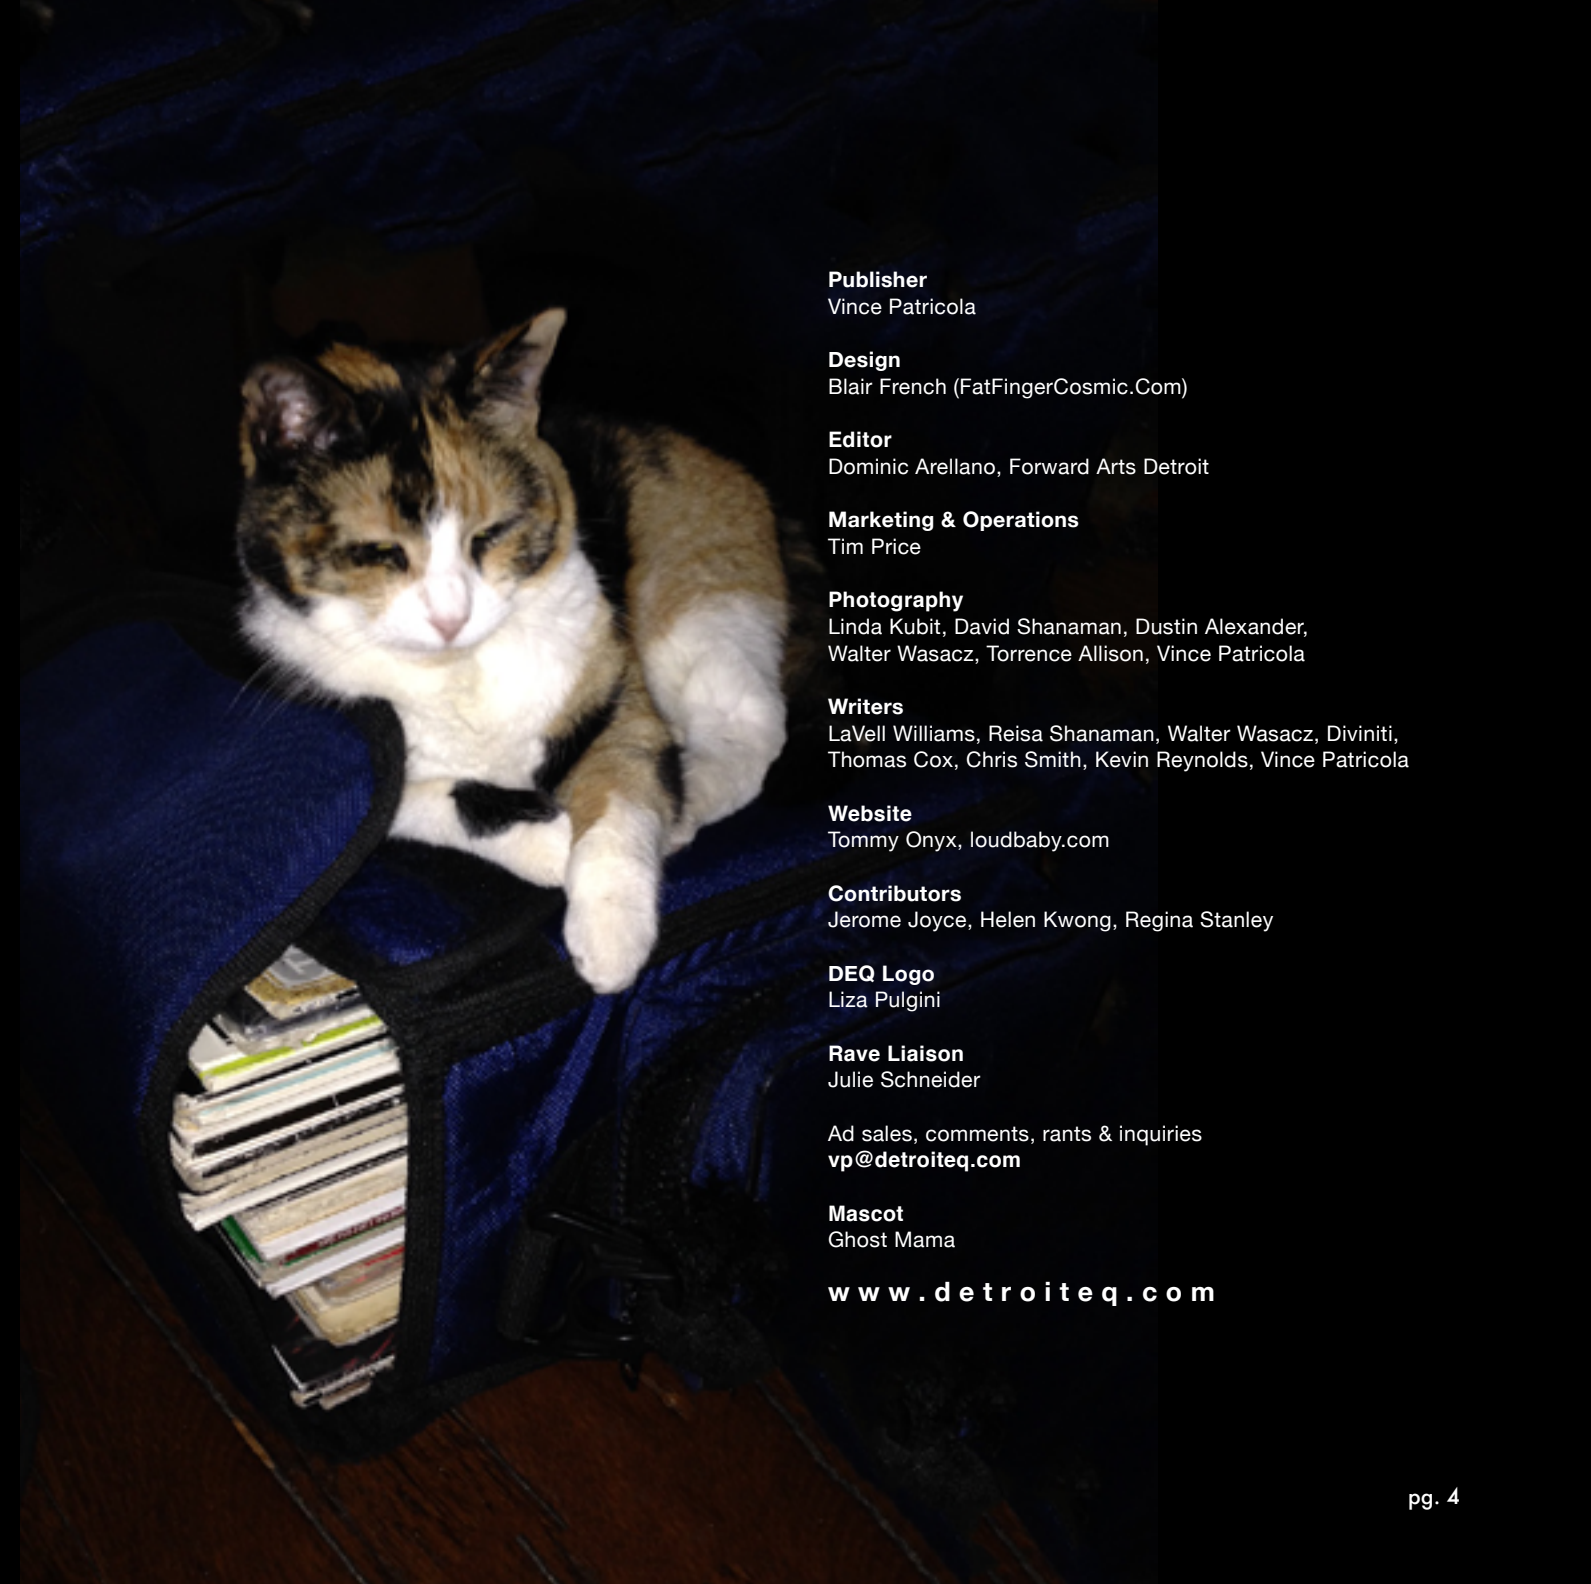 Publisher
Vince Patricola
Design
Blair French (FatFingerCosmic.Com)
Editor
Dominic Arellano, Forward Arts Detroit
Marketing & Operations
Tim Price
Photography
Linda Kubit, David Shanaman, Dustin Alexander,
Walter Wasacz, Torrence Allison, Vince Patricola
Writers
LaVell Williams, Reisa Shanaman, Walter Wasacz, Diviniti,
Thomas Cox, Chris Smith, Kevin Reynolds, Vince Patricola
Website
Tommy Onyx, loudbaby.com
Contributors
Jerome Joyce, Helen Kwong, Regina Stanley
DEQ Logo
Liza Pulgini
Rave Liaison
Julie Schneider
Ad sales, comments, rants & inquiries
vp@detroiteq.com
Mascot
Ghost Mama
www.detroiteq.com
pg. 4